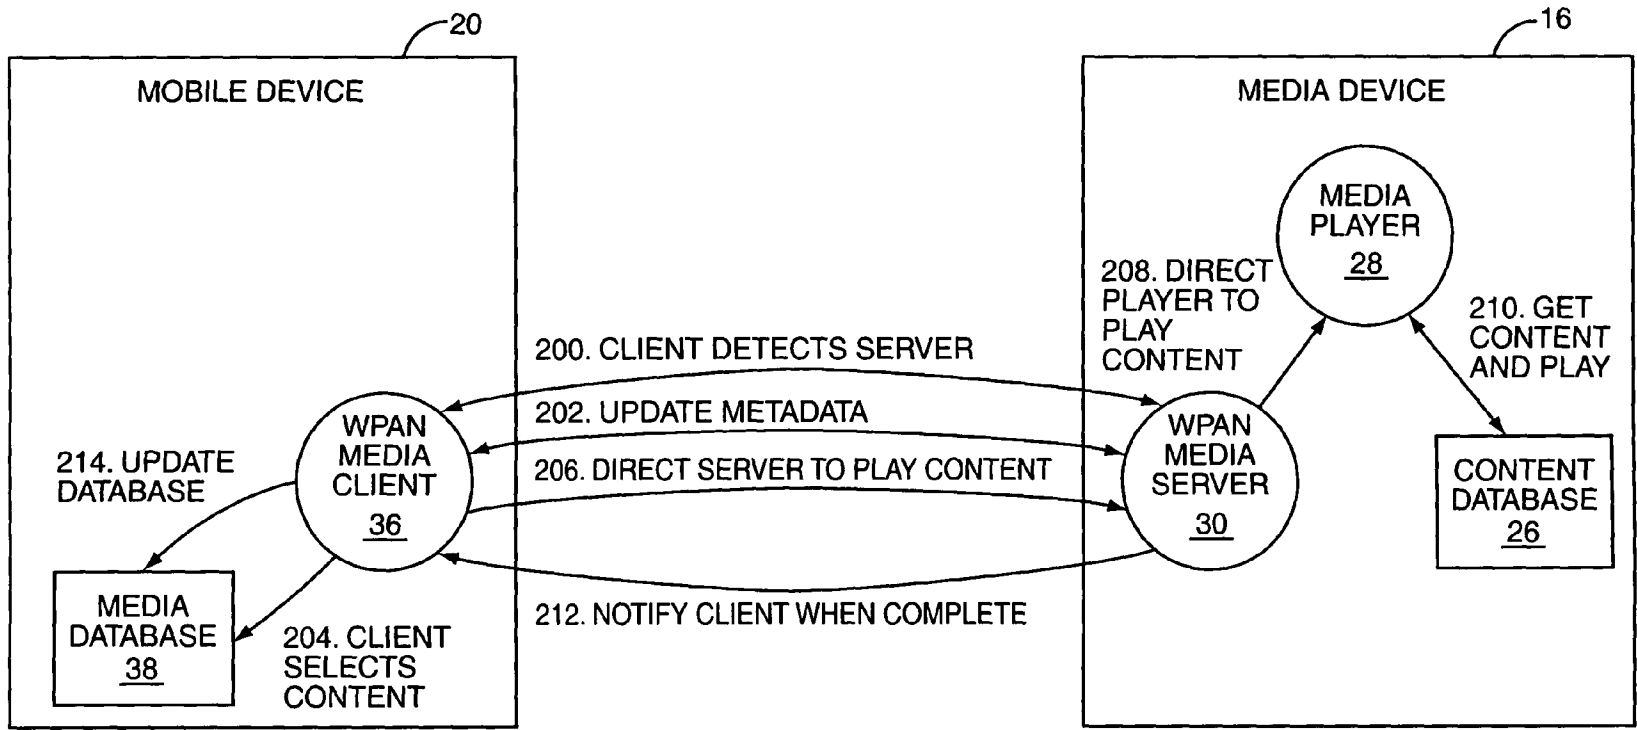 20
16
MOBILE DEVICE
MEDIA DEVICE
MEDIA
PLAYER
28
208. DIRECT
PLAYER TO
PLAY
CONTENT
210. GET
CONTENT
AND PLAY
200. CLIENT DETECTS SERVER
202. UPDATE METADATA
206. DIRECT SERVER TO PLAY CONTENT
212. NOTIFY CLIENT WHEN COMPLETE
WPAN
MEDIA
CLIENT
36
WPAN
MEDIA
SERVER
30
CONTENT
DATABASE
26
214. UPDATE
DATABASE
MEDIA
DATABASE
38
204. CLIENT
SELECTS
CONTENT